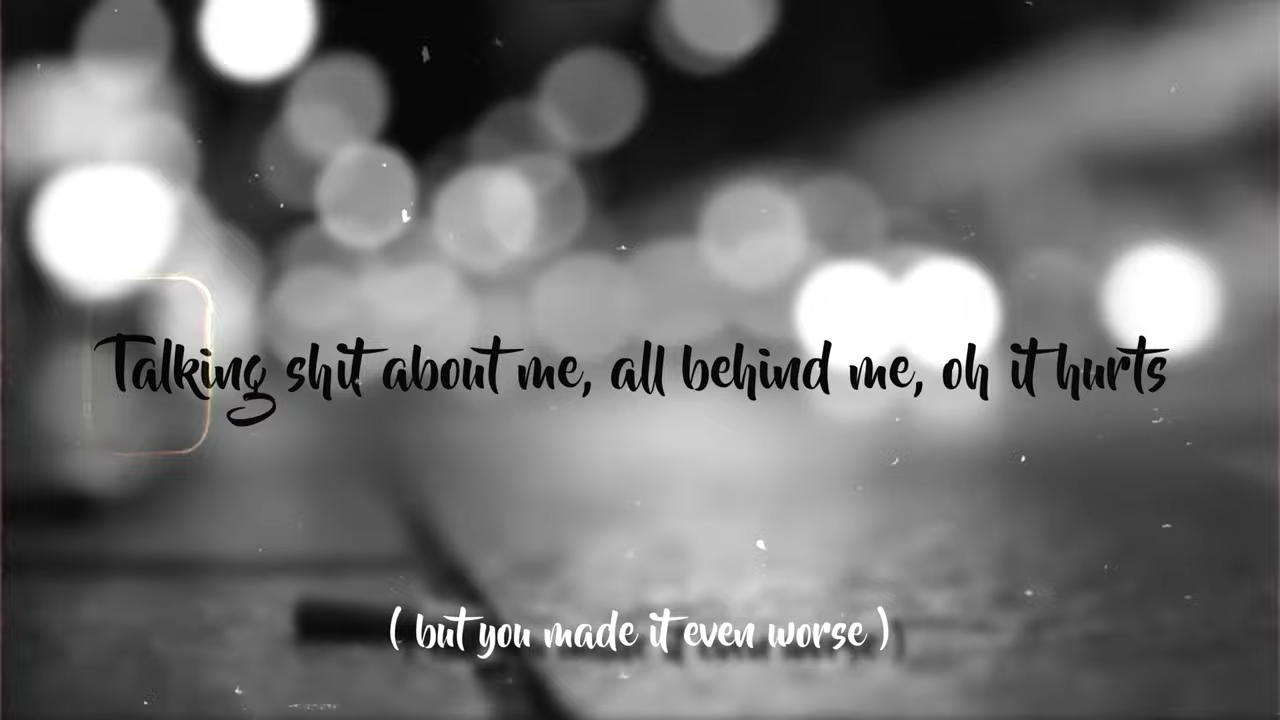 Talking shit about me, all behind me, oh it hurts
( but you made it even worse )